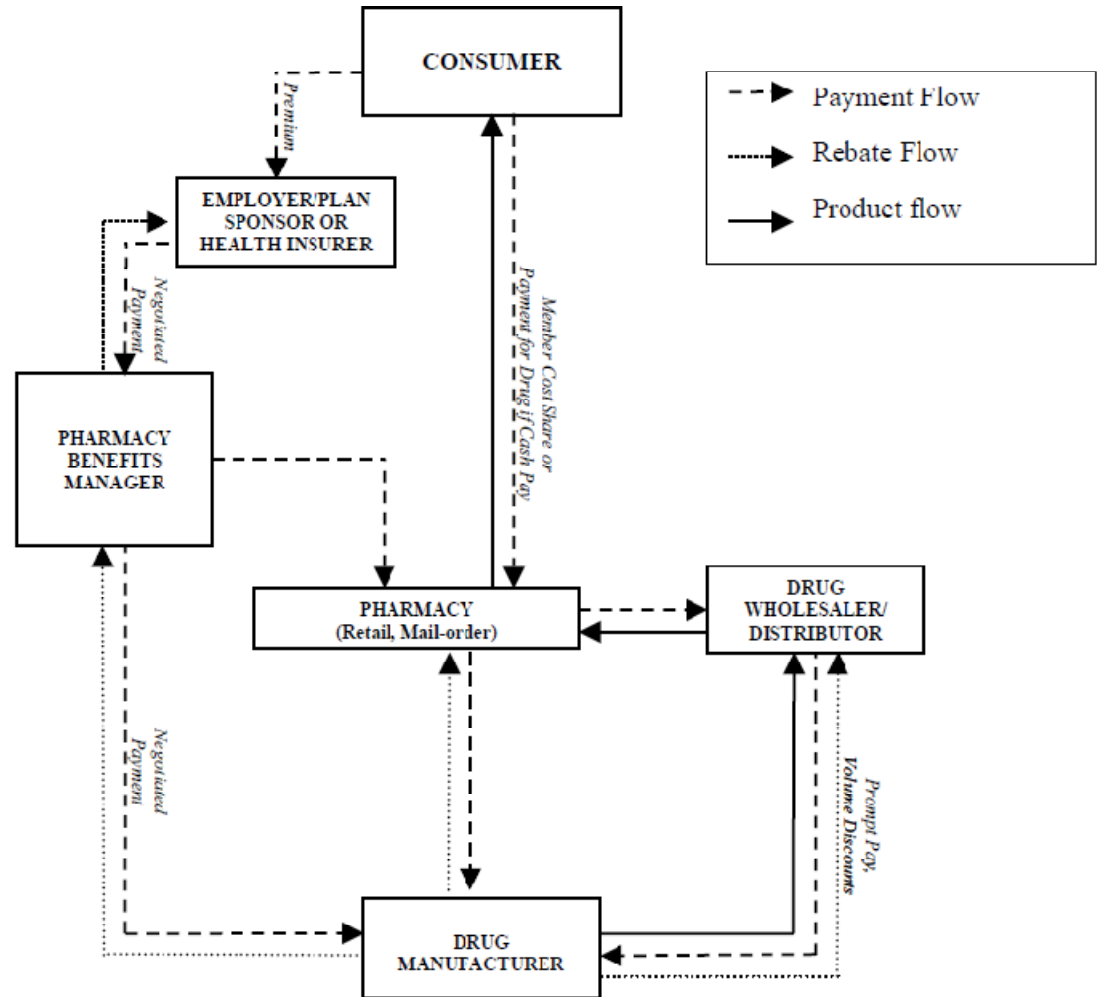 CONSUMER
Payment Flow
Rebate Flow
Product flow
Premium
EMPLOYER/PLAN
SPONSOR OR
HEALTH INSURER
Negotiated
Payment
Member Cost Share or
Payment for Drug if Cash Pay
PHARMACY
BENEFITS
MANAGER
PHARMACY
(Retail, Mail-order)
DRUG
WHOLESALER/
DISTRIBUTOR
Negotiated
Payment
Prompt Pay,
Volume Discounts
DRUG
MANUTACTURER